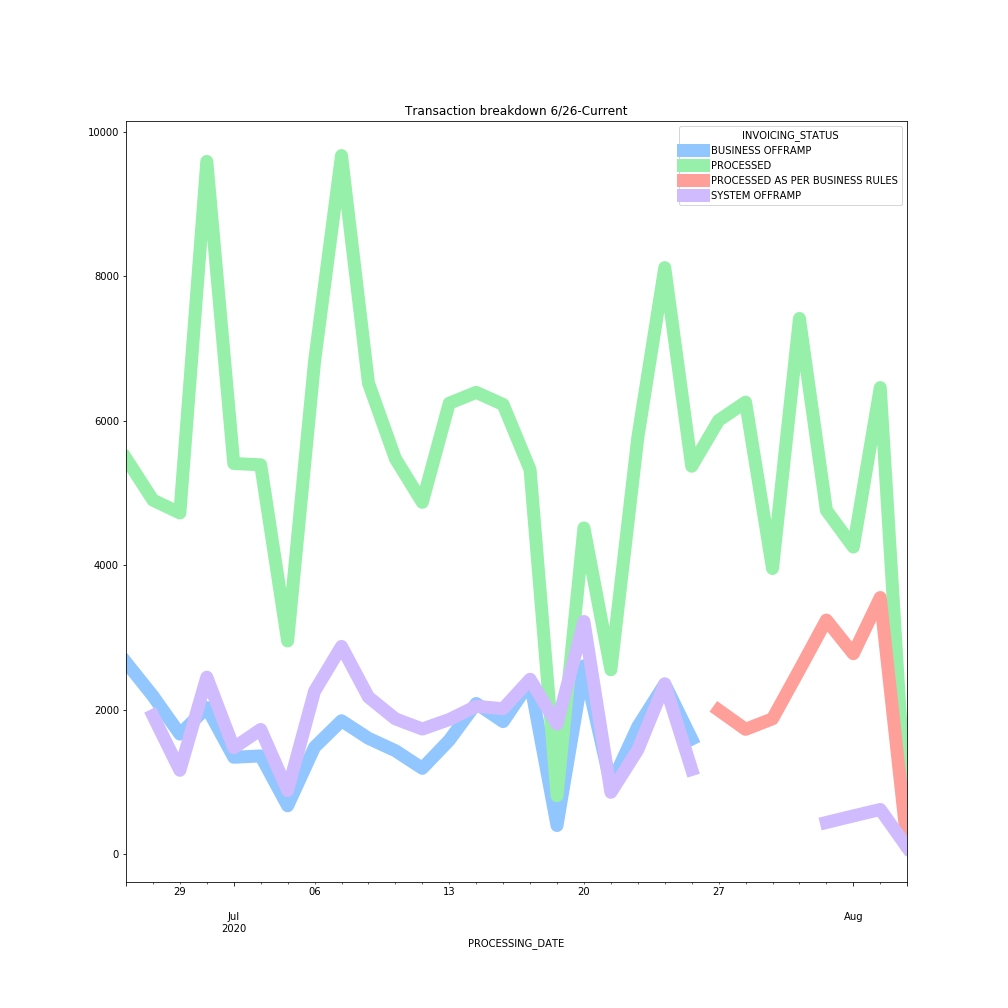 Transaction breakdown 6/26-Current
INVOICING_STATUS
BUSINESS OFFRAMP
PROCESSED
PROCESSED AS PER BUSINESS RULES
SYSTEM OFFRAMP
10000
8000
6000
4000
2000
0
29 06 13 20 27
Jul Aug
2020
PROCESSING_DATE